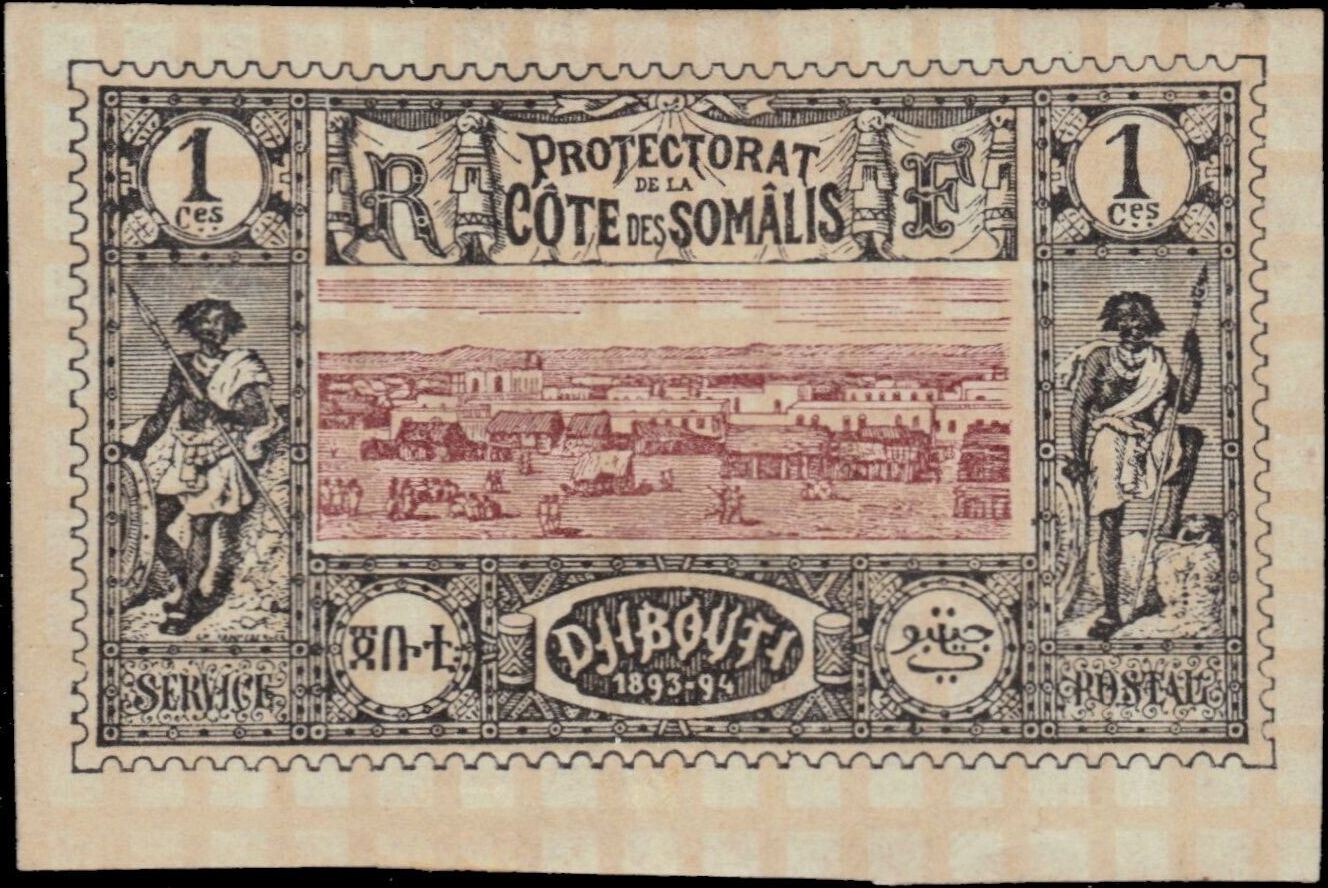 1
Ces
R
PROTECTORAT
DE LA
CÔTE DES SOMÂLIS
F
1
Ces
SERVICE
ጀቡቲ
DJIBOUTI
1893-94
جيبوتي
POSTAL